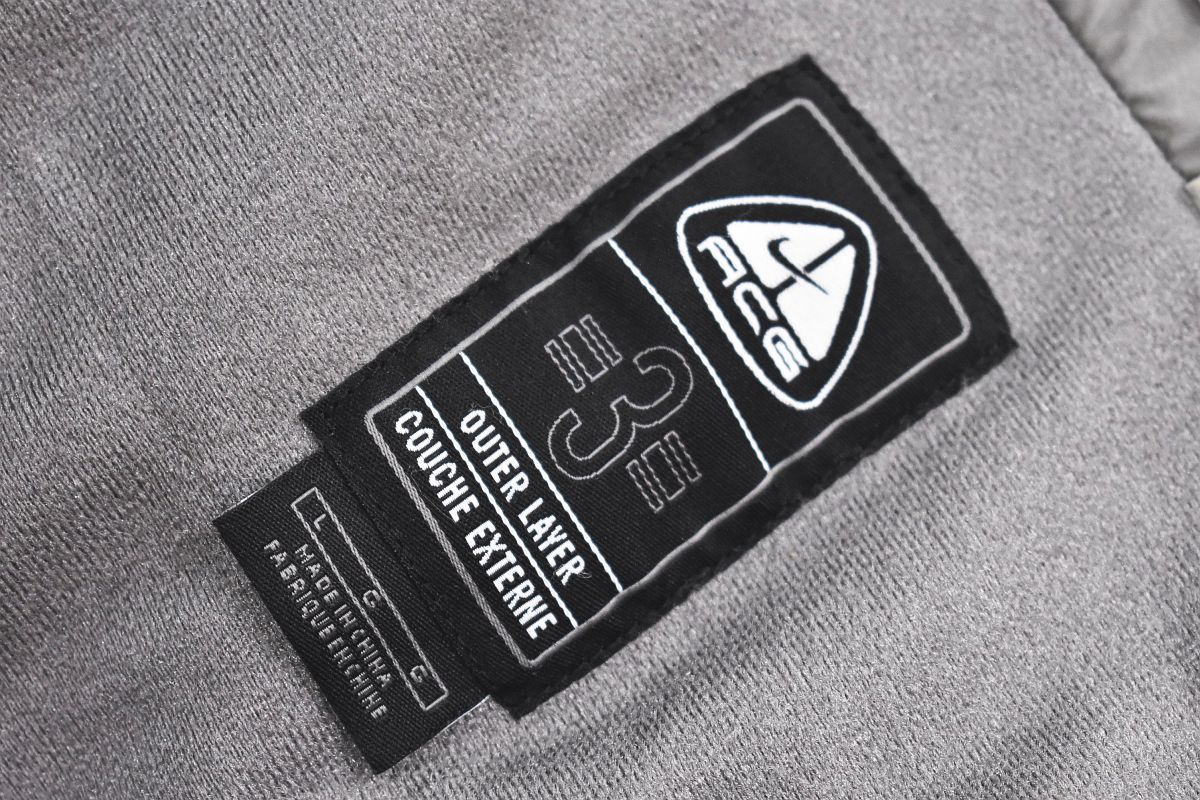 ACG
3
OUTER LAYER
COUCHE EXTERNE
L G G
MADE IN CHINA
FABRIQUE EN CHINE